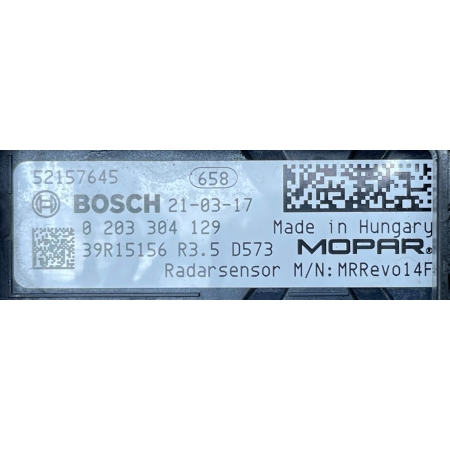 52157645 658
BOSCH 21-03-17
0 203 304 129 Made in Hungary
39R15156 R3.5 D573 MOPAR®
Radarsensor M/N:MRRevo14F